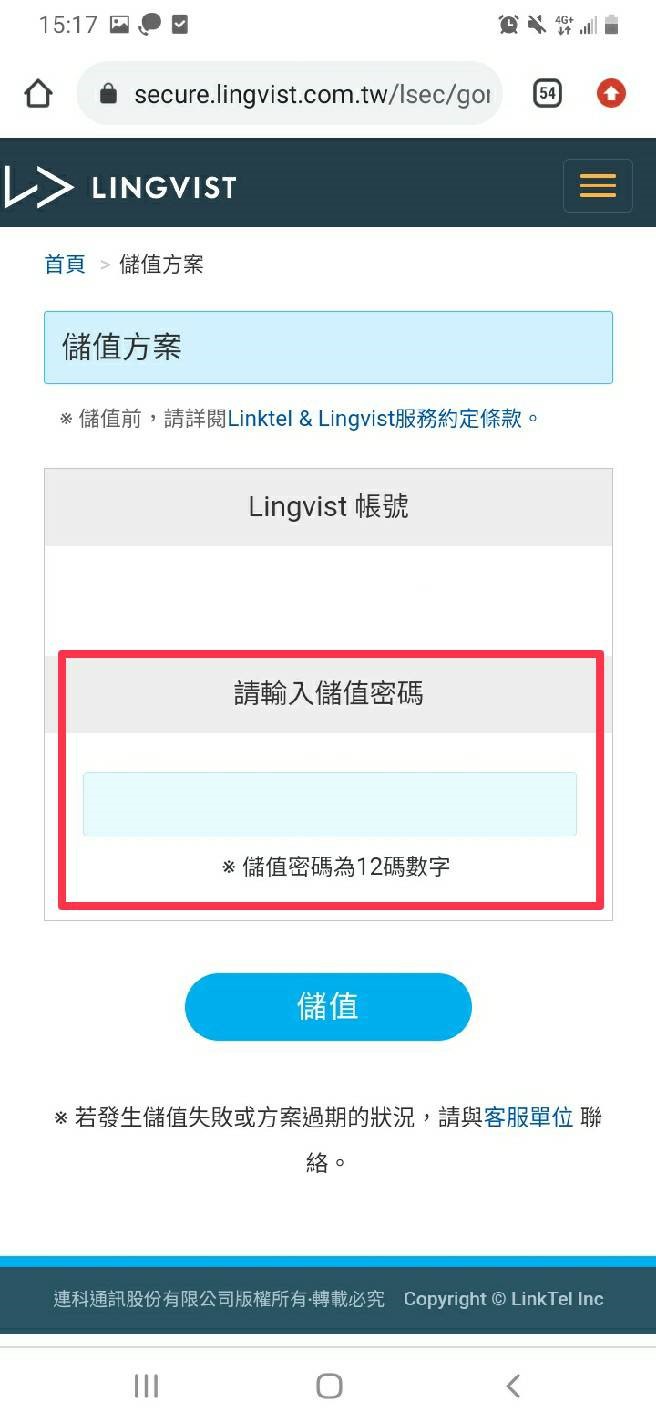 15:17
4G+
secure.lingvist.com.tw/lsec/gor
54
LINGVIST
首頁 > 儲值方案
儲值方案
※ 儲值前，請詳閱Linktel & Lingvist服務約定條款。
Lingvist 帳號
請輸入儲值密碼
※ 儲值密碼為12碼數字
儲值
※ 若發生儲值失敗或方案過期的狀況，請與客服單位 聯
絡。
連科通訊股份有限公司版權所有‧轉載必究 Copyright © LinkTel Inc